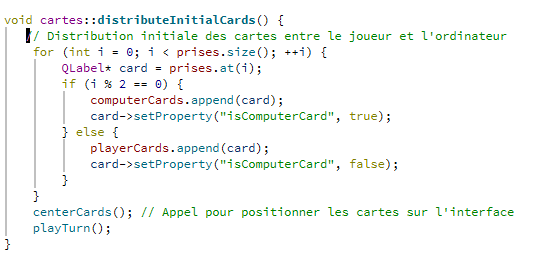 void cartes::distributeInitialCards() {
    // Distribution initiale des cartes entre le joueur et l'ordinateur
    for (int i = 0; i < prises.size(); ++i) {
        QLabel* card = prises.at(i);
        if (i % 2 == 0) {
            computerCards.append(card);
            card->setProperty("isComputerCard", true);
        } else {
            playerCards.append(card);
            card->setProperty("isComputerCard", false);
        }
    }
    centerCards(); // Appel pour positionner les cartes sur l'interface
    playTurn();
}